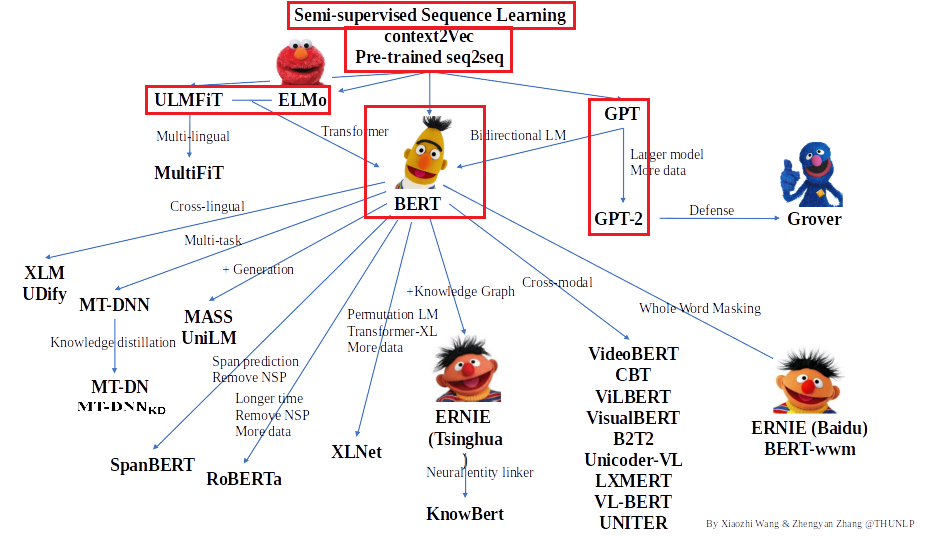 Semi-supervised Sequence Learning
context2Vec
Pre-trained seq2seq
ULMFiT
ELMo
GPT
Multi-lingual
Transformer
Bidirectional LM
Larger model
More data
MultiFiT
BERT
GPT-2
Defense
Grover
Cross-lingual
Multi-task
+ Generation
+Knowledge Graph
Cross-modal
Whole Word Masking
XLM
UDify
MT-DNN
MASS
UniLM
Permutation LM
Transformer-XL
More data
Knowledge distillation
Span prediction
Remove NSP
Longer time
Remove NSP
More data
MT-DN
MT-DNN KD
VideoBERT
CBT
ViLBERT
VisualBERT
B2T2
Unicoder-VL
LXMERT
VL-BERT
UNITER
ERNIE
(Tsinghua
)
ERNIE (Baidu)
BERT-wwm
SpanBERT
RoBERTa
XLNet
Neural entity linker
KnowBert
By Xiaozhi Wang & Zhengyan Zhang @THUNLP